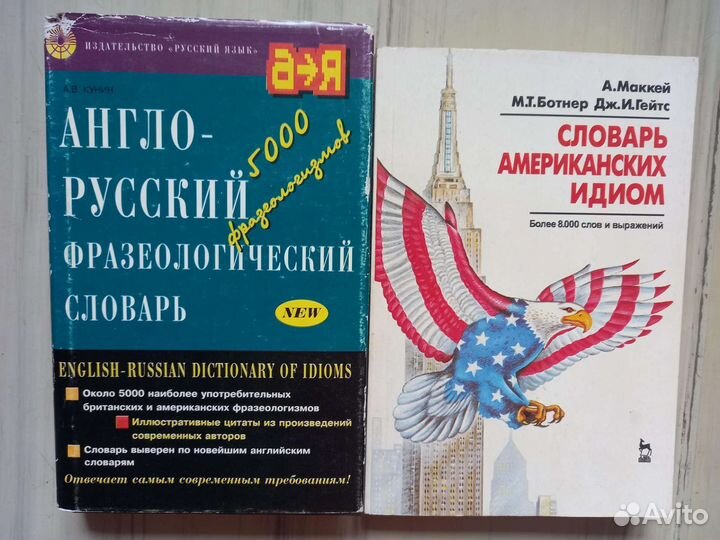 ИЗДАТЕЛЬСТВО «РУССКИЙ ЯЗЫК»
а→Я
А.В. КУНИН
АНГЛО-
РУССКИЙ
ФРАЗЕОЛОГИЧЕСКИЙ
СЛОВАРЬ
5000
фразеологизмов
NEW
ENGLISH-RUSSIAN DICTIONARY OF IDIOMS
Около 5000 наиболее употребительных
британских и американских фразеологизмов
Иллюстративные цитаты из произведений
современных авторов
Словарь выверен по новейшим английским
словарям
Отвечает самым современным требованиям!
А.Маккей
М.Т.Ботнер Дж.И.Гейтс
СЛОВАРЬ
АМЕРИКАНСКИХ
ИДИОМ
Более 8.000 слов и выражений
Avito